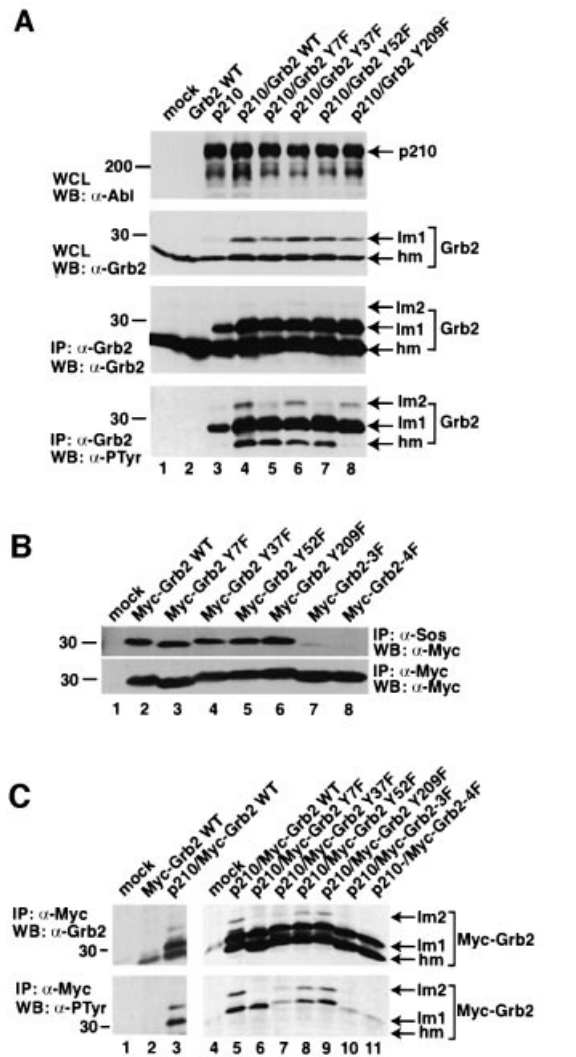 A
mock
Grb2 WT
p210
p210/Grb2 WT
p210/Grb2 Y7F
p210/Grb2 Y37F
p210/Grb2 Y52F
p210/Grb2 Y209F
200
p210
WCL
WB: α-Abl
30
lm1
hm
Grb2
WCL
WB: α-Grb2
30
lm2
lm1
hm
Grb2
IP: α-Grb2
WB: α-Grb2
30
lm2
lm1
hm
Grb2
IP: α-Grb2
WB: α-PTyr
1 2 3 4 5 6 7 8
B
mock
Myc-Grb2 WT
Myc-Grb2 Y7F
Myc-Grb2 Y37F
Myc-Grb2 Y52F
Myc-Grb2 Y209F
Myc-Grb2-3F
Myc-Grb2-4F
30
IP: α-Sos
WB: α-Myc
30
IP: α-Myc
WB: α-Myc
1 2 3 4 5 6 7 8
C
mock
Myc-Grb2 WT
p210/Myc-Grb2 WT
mock
p210/Myc-Grb2 WT
p210/Myc-Grb2 Y7F
p210/Myc-Grb2 Y37F
p210/Myc-Grb2 Y52F
p210/Myc-Grb2 Y209F
p210/Myc-Grb2-3F
p210-/Myc-Grb2-4F
IP: α-Myc
WB: α-Grb2
30
lm2
lm1
hm
Myc-Grb2
IP: α-Myc
WB: α-PTyr
30
lm2
lm1
hm
Myc-Grb2
1 2 3 4 5 6 7 8 9 10 11